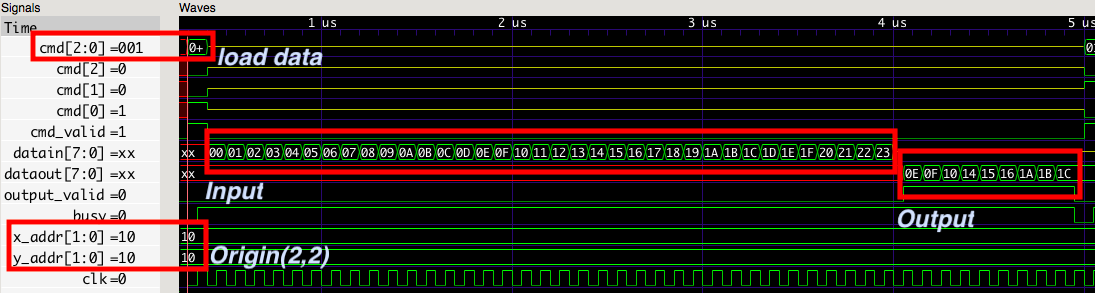 Signals
Waves
Time
1 us 2 us 3 us 4 us 5 us
cmd[2:0] =001 0+
load data
cmd[2] =0
cmd[1] =0
cmd[0] =1
cmd_valid =1
datain[7:0] =xx xx 00 01 02 03 04 05 06 07 08 09 0A 0B 0C 0D 0E 0F 10 11 12 13 14 15 16 17 18 19 1A 1B 1C 1D 1E 1F 20 21 22 23
dataout[7:0] =xx xx 0E 0F 10 14 15 16 1A 1B 1C
output_valid =0 Input
busy =0 Output
x_addr[1:0] =10 10
y_addr[1:0] =10 10 Origin(2,2)
clk =0